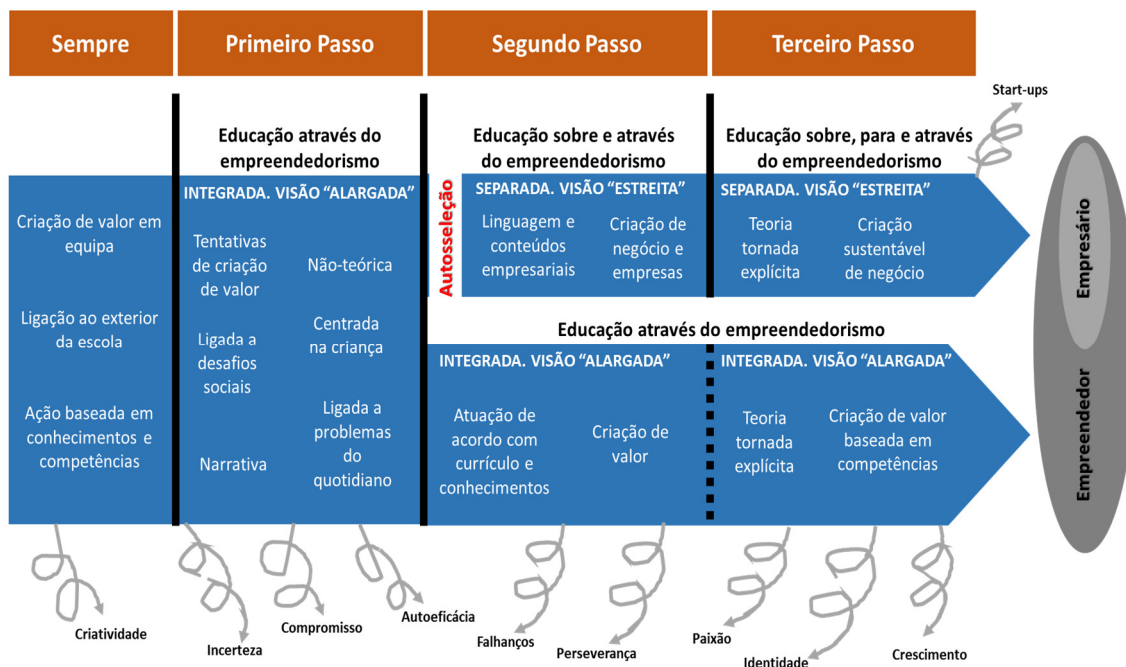 Sempre
Primeiro Passo
Segundo Passo
Terceiro Passo
Start-ups
Educação através do
empreendedorismo
Educação sobre e através
do empreendedorismo
Educação sobre, para e através
do empreendedorismo
Criação de valor em
equipa
Ligação ao exterior
da escola
Ação baseada em
conhecimentos e
competências
INTEGRADA. VISÃO “ALARGADA”
Tentativas
de criação
de valor
Não-teórica
Ligada a
desafios
sociais
Centrada
na criança
Narrativa
Ligada a
problemas
do
quotidiano
Autosseleção
SEPARADA. VISÃO “ESTREITA”
Linguagem e
conteúdos
empresariais
Criação de
negócio e
empresas
SEPARADA. VISÃO “ESTREITA”
Teoria
tornada
explícita
Criação
sustentável
de negócio
Educação através do empreendedorismo
INTEGRADA. VISÃO “ALARGADA”
Atuação de
acordo com
currículo e
conhecimentos
Criação de
valor
INTEGRADA. VISÃO “ALARGADA”
Teoria
tornada
explícita
Criação de valor
baseada em
competências
Empresário
Empreendedor
Criatividade
Incerteza
Compromisso
Autoeficácia
Falhanços
Perseverança
Paixão
Identidade
Crescimento